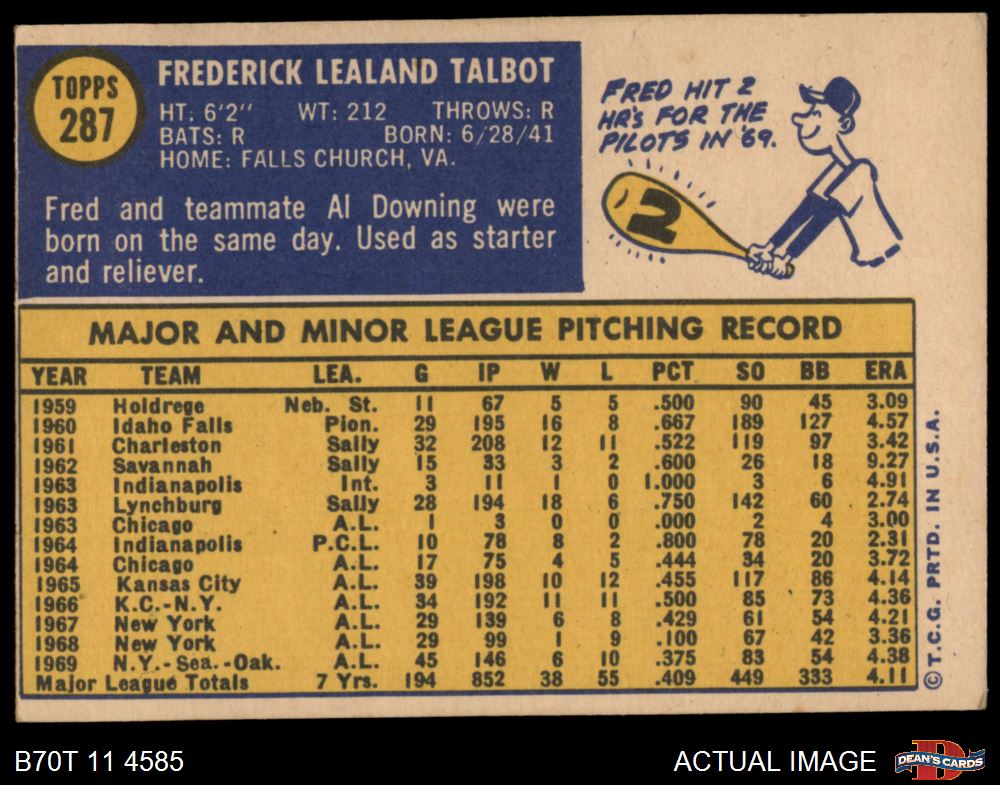 TOPPS
287
FREDERICK LEALAND TALBOT
HT: 6'2" WT: 212 THROWS: R
BATS: R BORN: 6/28/41
HOME: FALLS CHURCH, VA.
Fred and teammate Al Downing were
born on the same day. Used as starter
and reliever.
FRED HIT 2
HR'S FOR THE
PILOTS IN '69.
2
MAJOR AND MINOR LEAGUE PITCHING RECORD
YEAR TEAM LEA. G IP W L PCT SO BB ERA
1959 Holdrege Neb. St. 11 67 5 5 .500 90 45 3.09
1960 Idaho Falls Pion. 29 195 16 8 .667 189 127 4.57
1961 Charleston Sally 32 208 12 11 .522 119 97 3.42
1962 Savannah Sally 15 33 3 2 .600 26 18 9.27
1963 Indianapolis Int. 3 11 1 0 1.000 3 6 4.91
1963 Lynchburg Sally 28 194 18 6 .750 142 60 2.74
1963 Chicago A.L. 1 3 0 0 .000 2 4 3.00
1964 Indianapolis P.C.L. 10 78 8 2 .800 78 20 2.31
1964 Chicago A.L. 17 75 4 5 .444 34 20 3.72
1965 Kansas City A.L. 39 198 10 12 .455 117 86 4.14
1966 K.C.-N.Y. A.L. 34 192 11 11 .500 85 73 4.36
1967 New York A.L. 29 139 6 8 .429 61 54 4.21
1968 New York A.L. 29 99 1 9 .100 67 42 3.36
1969 N.Y.-Sea.-Oak. A.L. 45 146 6 10 .375 83 54 4.38
Major League Totals 7 Yrs. 194 852 38 55 .409 449 333 4.11
© T.C.G. PRTD. IN U.S.A.
B70T 11 4585
ACTUAL IMAGE
DEAN'S CARDS